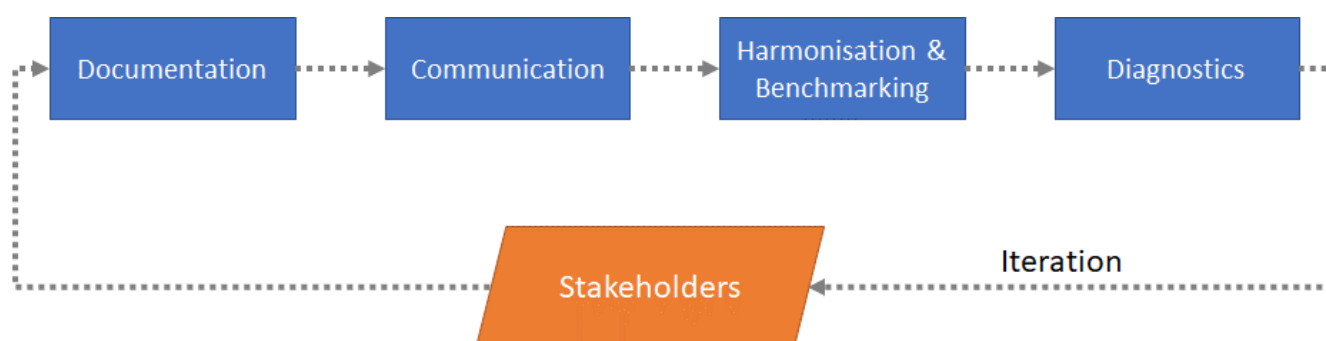 Documentation
Communication
Harmonisation &
Benchmarking
Diagnostics
Iteration
Stakeholders